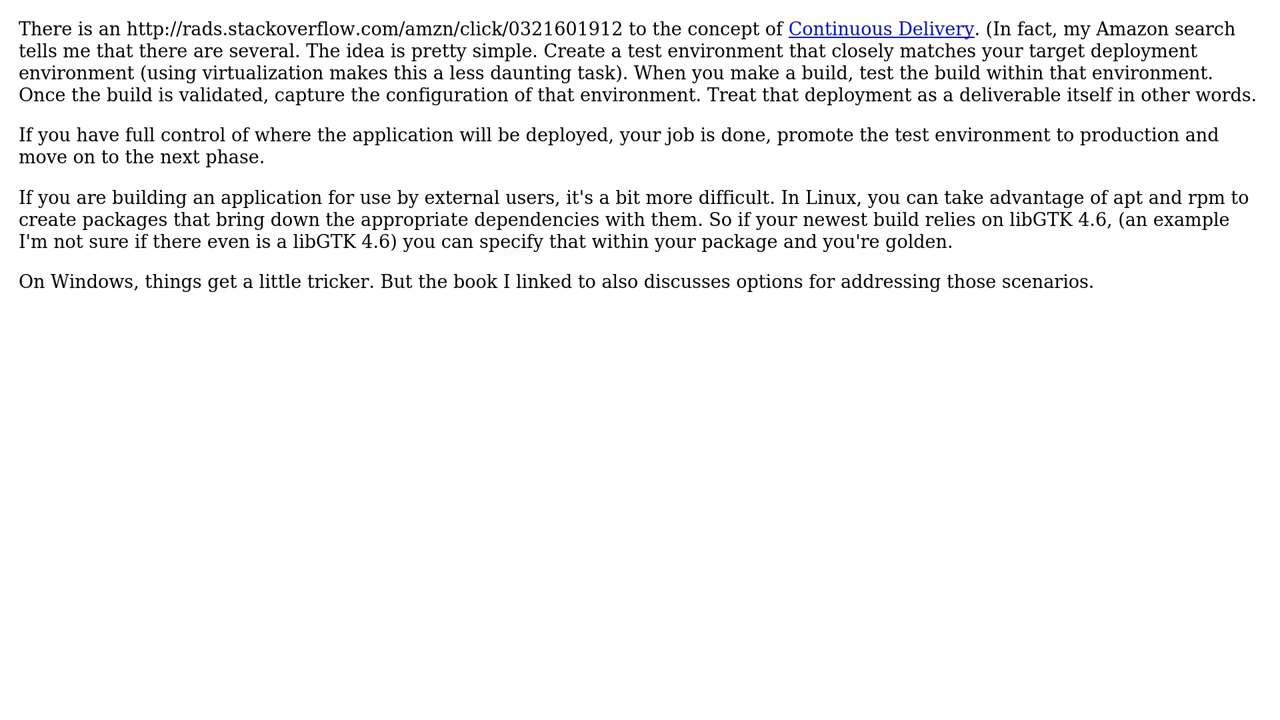 There is an http://rads.stackoverflow.com/amzn/click/0321601912 to the concept of Continuous Delivery. (In fact, my Amazon search
tells me that there are several. The idea is pretty simple. Create a test environment that closely matches your target deployment
environment (using virtualization makes this a less daunting task). When you make a build, test the build within that environment.
Once the build is validated, capture the configuration of that environment. Treat that deployment as a deliverable itself in other words.
If you have full control of where the application will be deployed, your job is done, promote the test environment to production and
move on to the next phase.
If you are building an application for use by external users, it's a bit more difficult. In Linux, you can take advantage of apt and rpm to
create packages that bring down the appropriate dependencies with them. So if your newest build relies on libGTK 4.6, (an example
I'm not sure if there even is a libGTK 4.6) you can specify that within your package and you're golden.
On Windows, things get a little tricker. But the book I linked to also discusses options for addressing those scenarios.